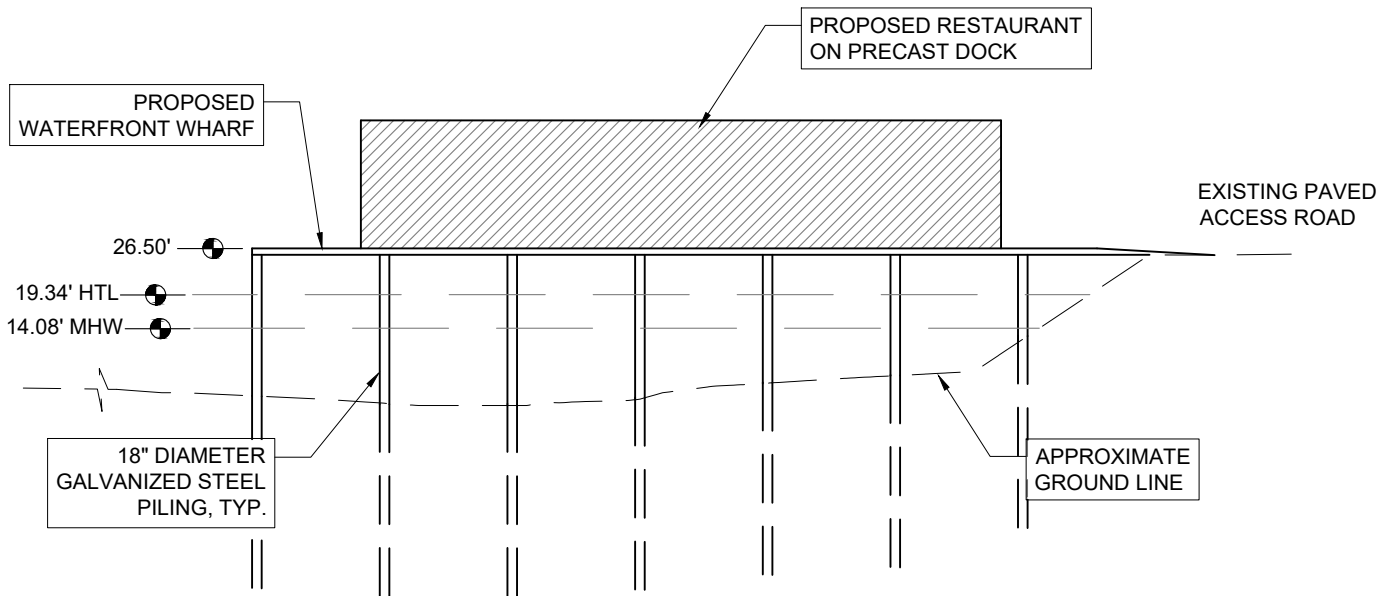 PROPOSED RESTAURANT
ON PRECAST DOCK
PROPOSED
WATERFRONT WHARF
EXISTING PAVED
ACCESS ROAD
26.50'
19.34' HTL
14.08' MHW
18" DIAMETER
GALVANIZED STEEL
PILING, TYP.
APPROXIMATE
GROUND LINE